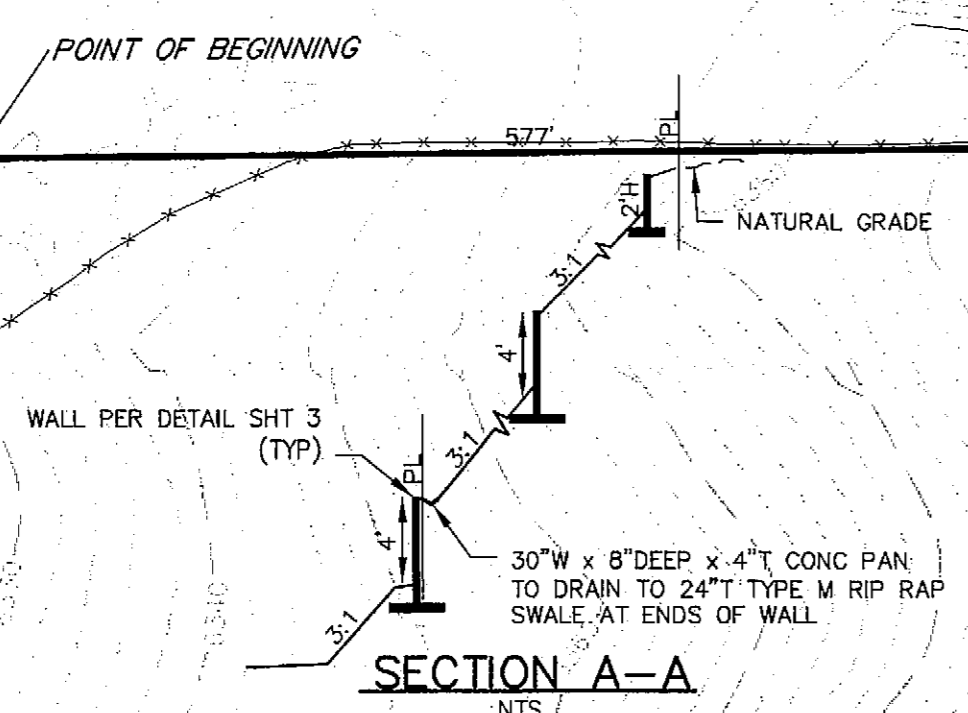 POINT OF BEGINNING
577'
PL
2'H
NATURAL GRADE
3:1
4'
WALL PER DETAIL SHT 3
(TYP)
PL
3:1
4'
30"W x 8"DEEP x 4"T CONC PAN
TO DRAIN TO 24"T TYPE M RIP RAP
SWALE AT ENDS OF WALL
3:1
SECTION A-A
NTS